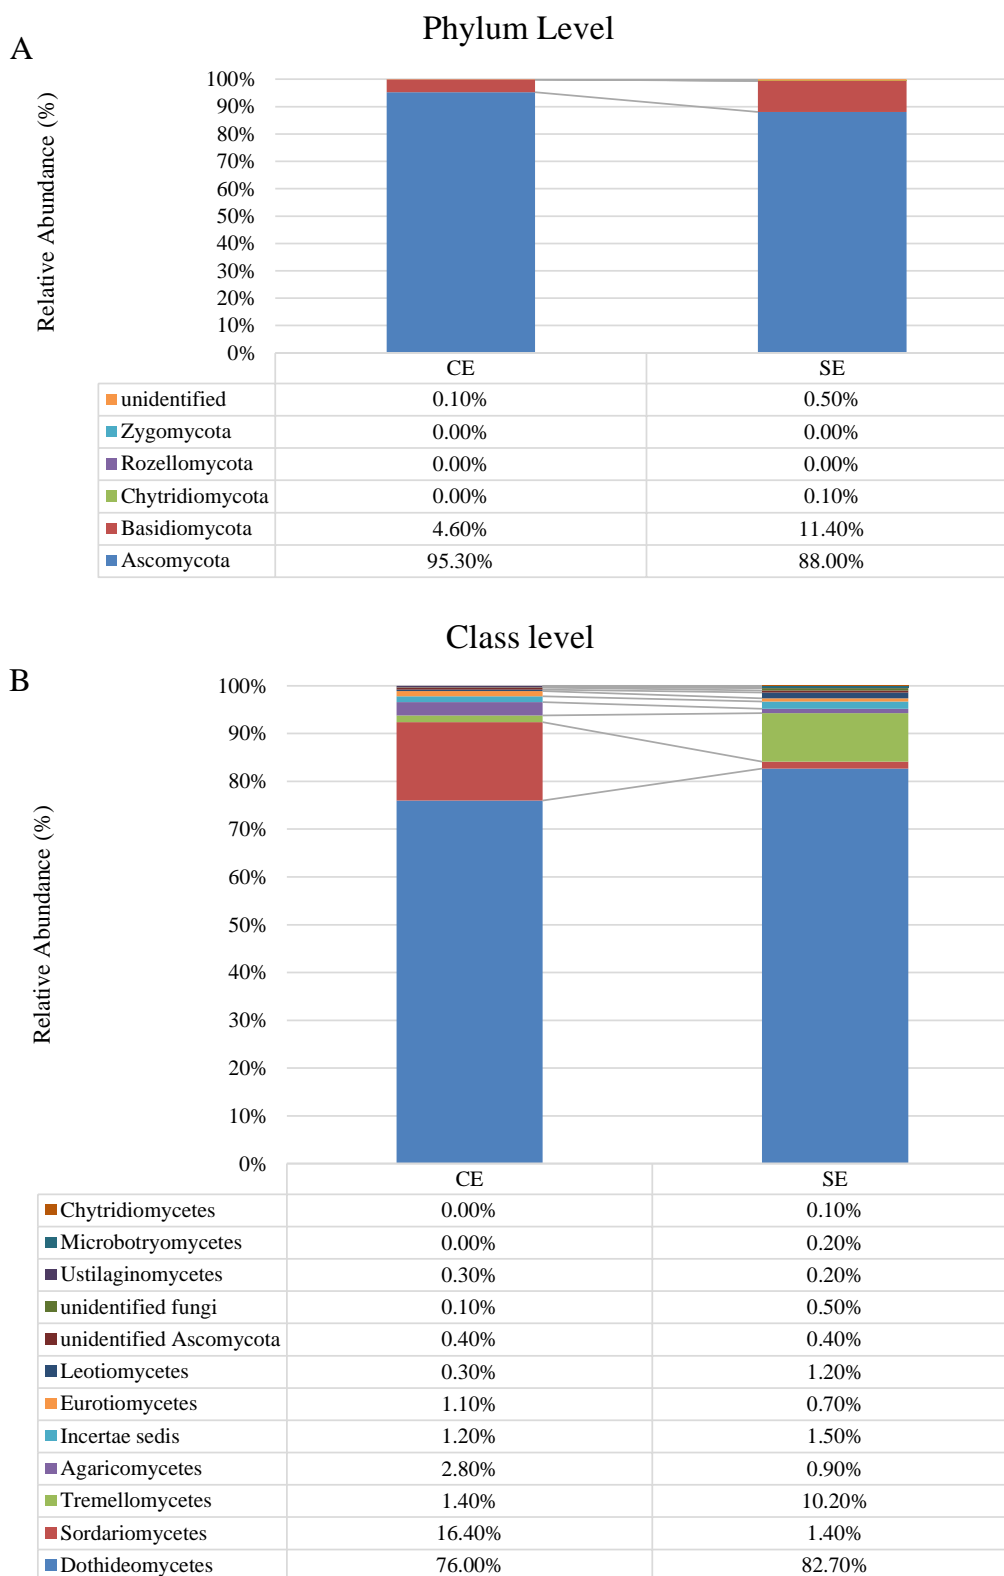 Phylum Level
A
Relative Abundance (%)
100%
90%
80%
70%
60%
50%
40%
30%
20%
10%
0%
CE SE
unidentified 0.10% 0.50%
Zygomycota 0.00% 0.00%
Rozellomycota 0.00% 0.00%
Chytridiomycota 0.00% 0.10%
Basidiomycota 4.60% 11.40%
Ascomycota 95.30% 88.00%
Class level
B
Relative Abundance (%)
100%
90%
80%
70%
60%
50%
40%
30%
20%
10%
0%
CE SE
Chytridiomycetes 0.00% 0.10%
Microbotryomycetes 0.00% 0.20%
Ustilaginomycetes 0.30% 0.20%
unidentified fungi 0.10% 0.50%
unidentified Ascomycota 0.40% 0.40%
Leotiomycetes 0.30% 1.20%
Eurotiomycetes 1.10% 0.70%
Incertae sedis 1.20% 1.50%
Agaricomycetes 2.80% 0.90%
Tremellomycetes 1.40% 10.20%
Sordariomycetes 16.40% 1.40%
Dothideomycetes 76.00% 82.70%